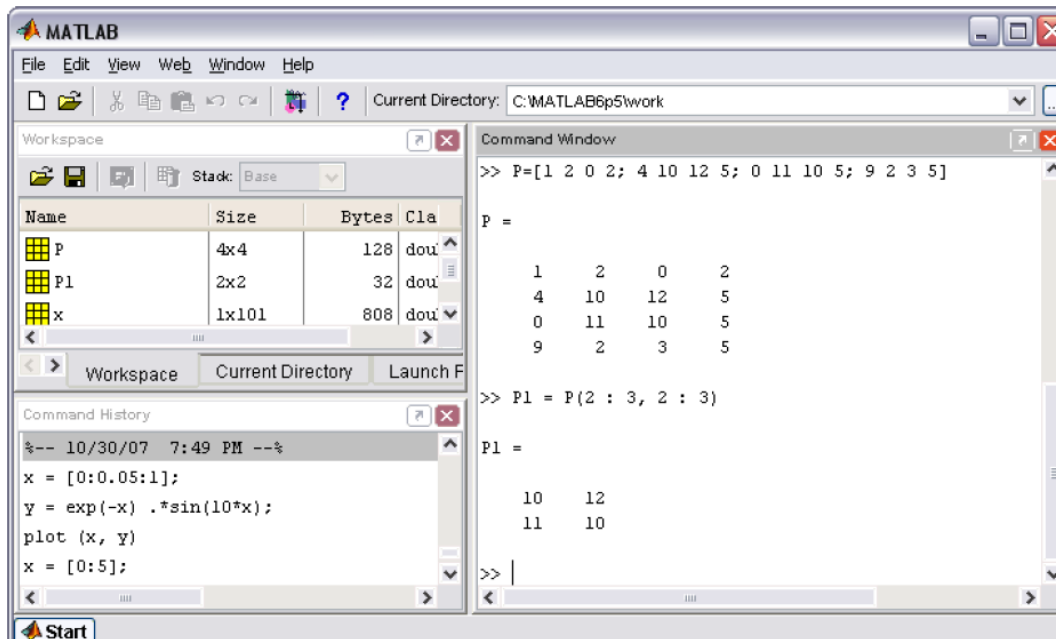 MATLAB
File Edit View Web Window Help
? Current Directory: C:\MATLAB6p5\work ...
Workspace
Stack: Base
Name Size Bytes Cla
P 4x4 128 dou
P1 2x2 32 dou
x 1x101 808 dou
Workspace Current Directory Launch F
Command History
%-- 10/30/07 7:49 PM --%
x = [0:0.05:1];
y = exp(-x) .*sin(10*x);
plot (x, y)
x = [0:5];
Command Window
>> P=[1 2 0 2; 4 10 12 5; 0 11 10 5; 9 2 3 5]
P =
1 2 0 2
4 10 12 5
0 11 10 5
9 2 3 5
>> P1 = P(2 : 3, 2 : 3)
P1 =
10 12
11 10
>>
Start